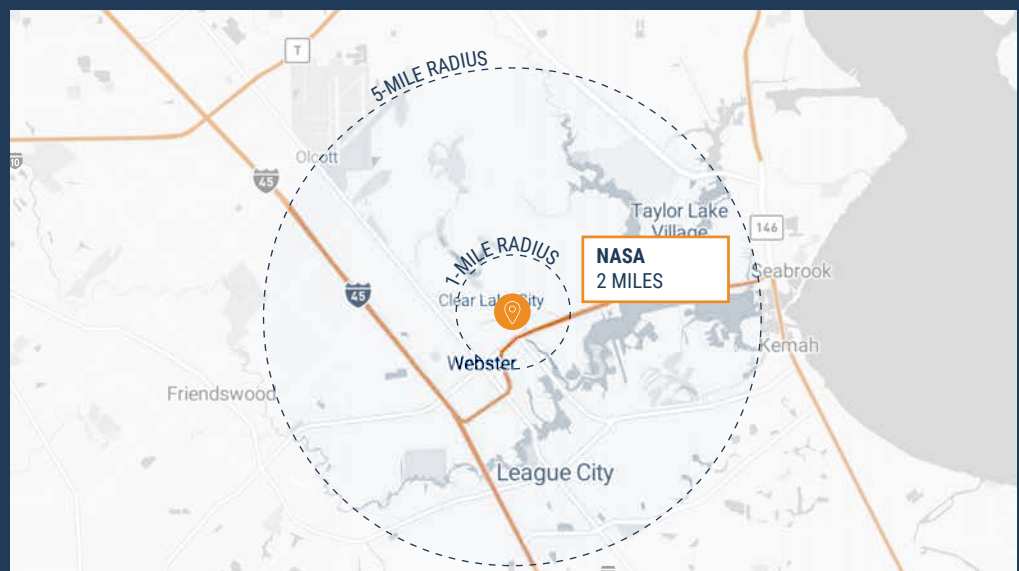 5-MILE RADIUS
T
Olcott
10
45
Taylor Lake
Village
146
1-MILE RADIUS
NASA
2 MILES
Seabrook
45
Clear Lake City
Kemah
Webster
Friendswood
League City